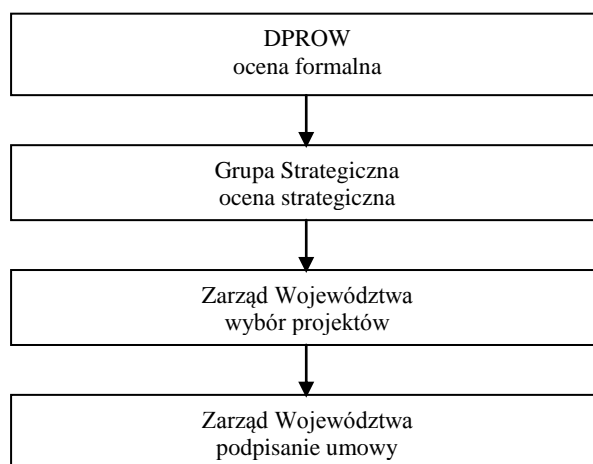 DPROW
ocena formalna
Grupa Strategiczna
ocena strategiczna
Zarząd Województwa
wybór projektów
Zarząd Województwa
podpisanie umowy